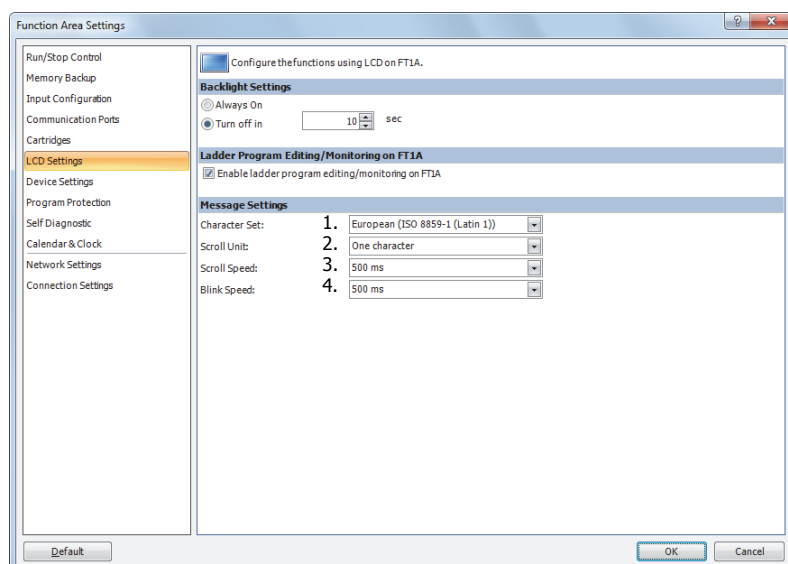 Function Area Settings
Run/Stop Control
Memory Backup
Input Configuration
Communication Ports
Cartridges
LCD Settings
Device Settings
Program Protection
Self Diagnostic
Calendar & Clock
Network Settings
Connection Settings
Configure the functions using LCD on FT1A.
Backlight Settings
Always On
Turn off in 10 sec
Ladder Program Editing/Monitoring on FT1A
Enable ladder program editing/monitoring on FT1A
Message Settings
Character Set: 1. European (ISO 8859-1 (Latin 1))
Scroll Unit: 2. One character
Scroll Speed: 3. 500 ms
Blink Speed: 4. 500 ms
Default OK Cancel